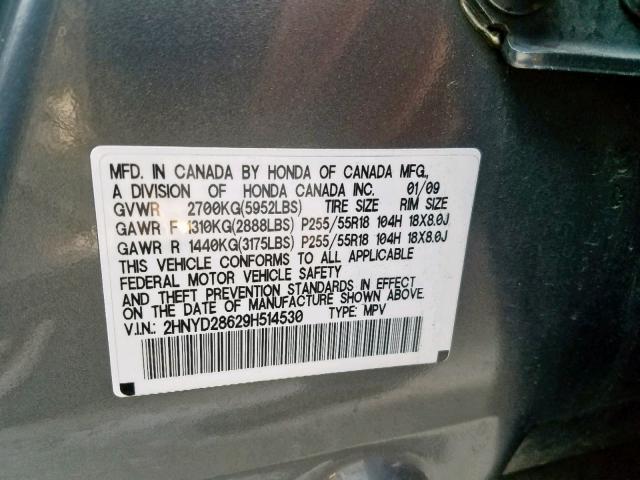 MFD. IN CANADA BY HONDA OF CANADA MFG.,
A DIVISION OF HONDA CANADA INC. 01/09
GVWR 2700KG(5952LBS) TIRE SIZE RIM SIZE
GAWR F 1310KG(2888LBS) P255/55R18 104H 18X8.0J
GAWR R 1440KG(3175LBS) P255/55R18 104H 18X8.0J
THIS VEHICLE CONFORMS TO ALL APPLICABLE
FEDERAL MOTOR VEHICLE SAFETY
AND THEFT PREVENTION STANDARDS IN EFFECT
ON THE DATE OF MANUFACTURE SHOWN ABOVE.
V.I.N: 2HNYD28629H514530 TYPE: MPV